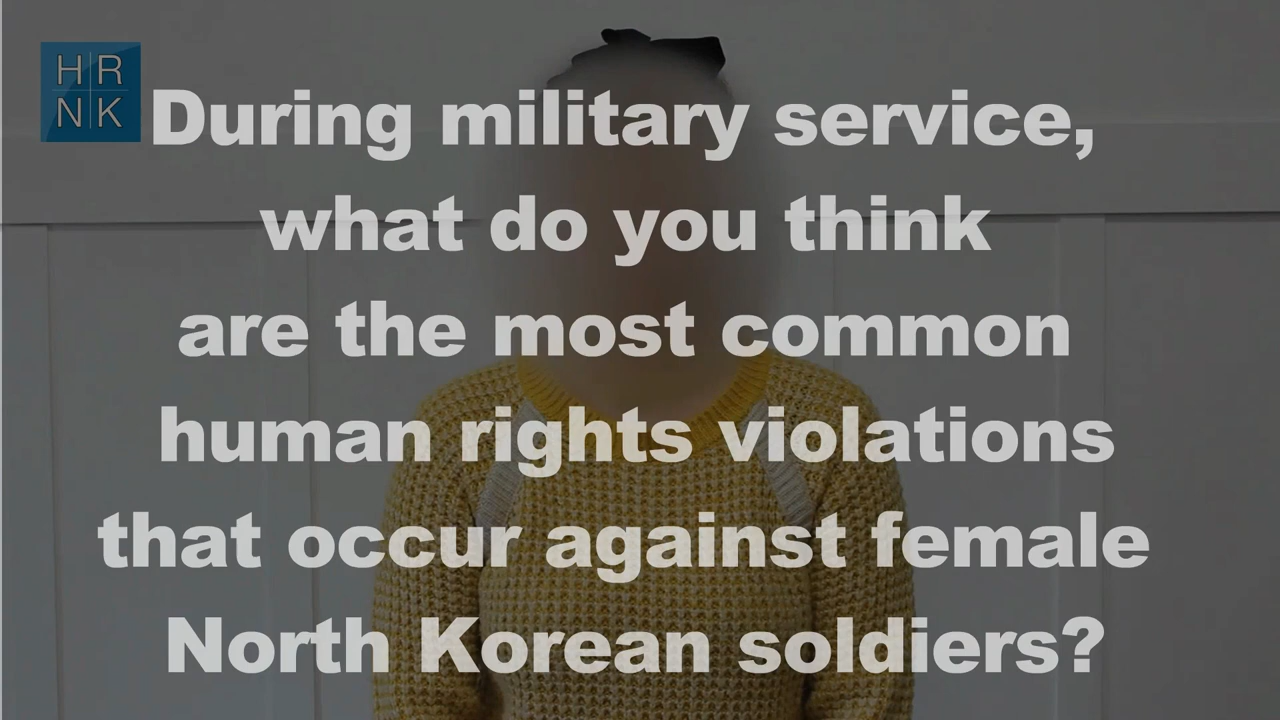 HR
NK
During military service,
what do you think
are the most common
human rights violations
that occur against female
North Korean soldiers?